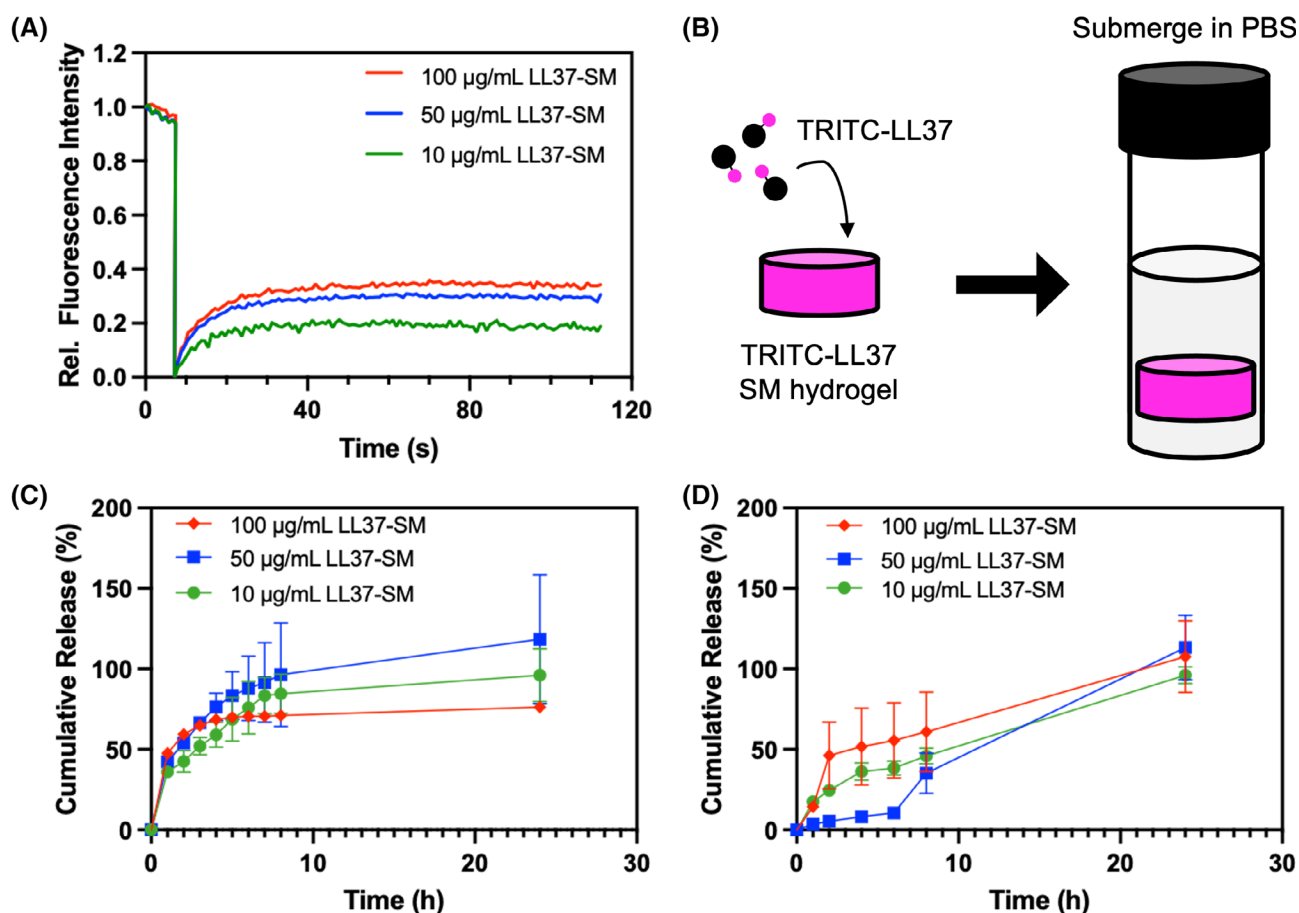 (A)
Rel. Fluorescence Intensity
1.2
1.0
0.8
0.6
0.4
0.2
0.0
0
40
80
120
Time (s)
100 µg/mL LL37-SM
50 µg/mL LL37-SM
10 µg/mL LL37-SM
(B)
Submerge in PBS
TRITC-LL37
TRITC-LL37
SM hydrogel
(C)
Cumulative Release (%)
200
150
100
50
0
0
10
20
30
Time (h)
100 µg/mL LL37-SM
50 µg/mL LL37-SM
10 µg/mL LL37-SM
(D)
Cumulative Release (%)
200
150
100
50
0
0
10
20
30
Time (h)
100 µg/mL LL37-SM
50 µg/mL LL37-SM
10 µg/mL LL37-SM